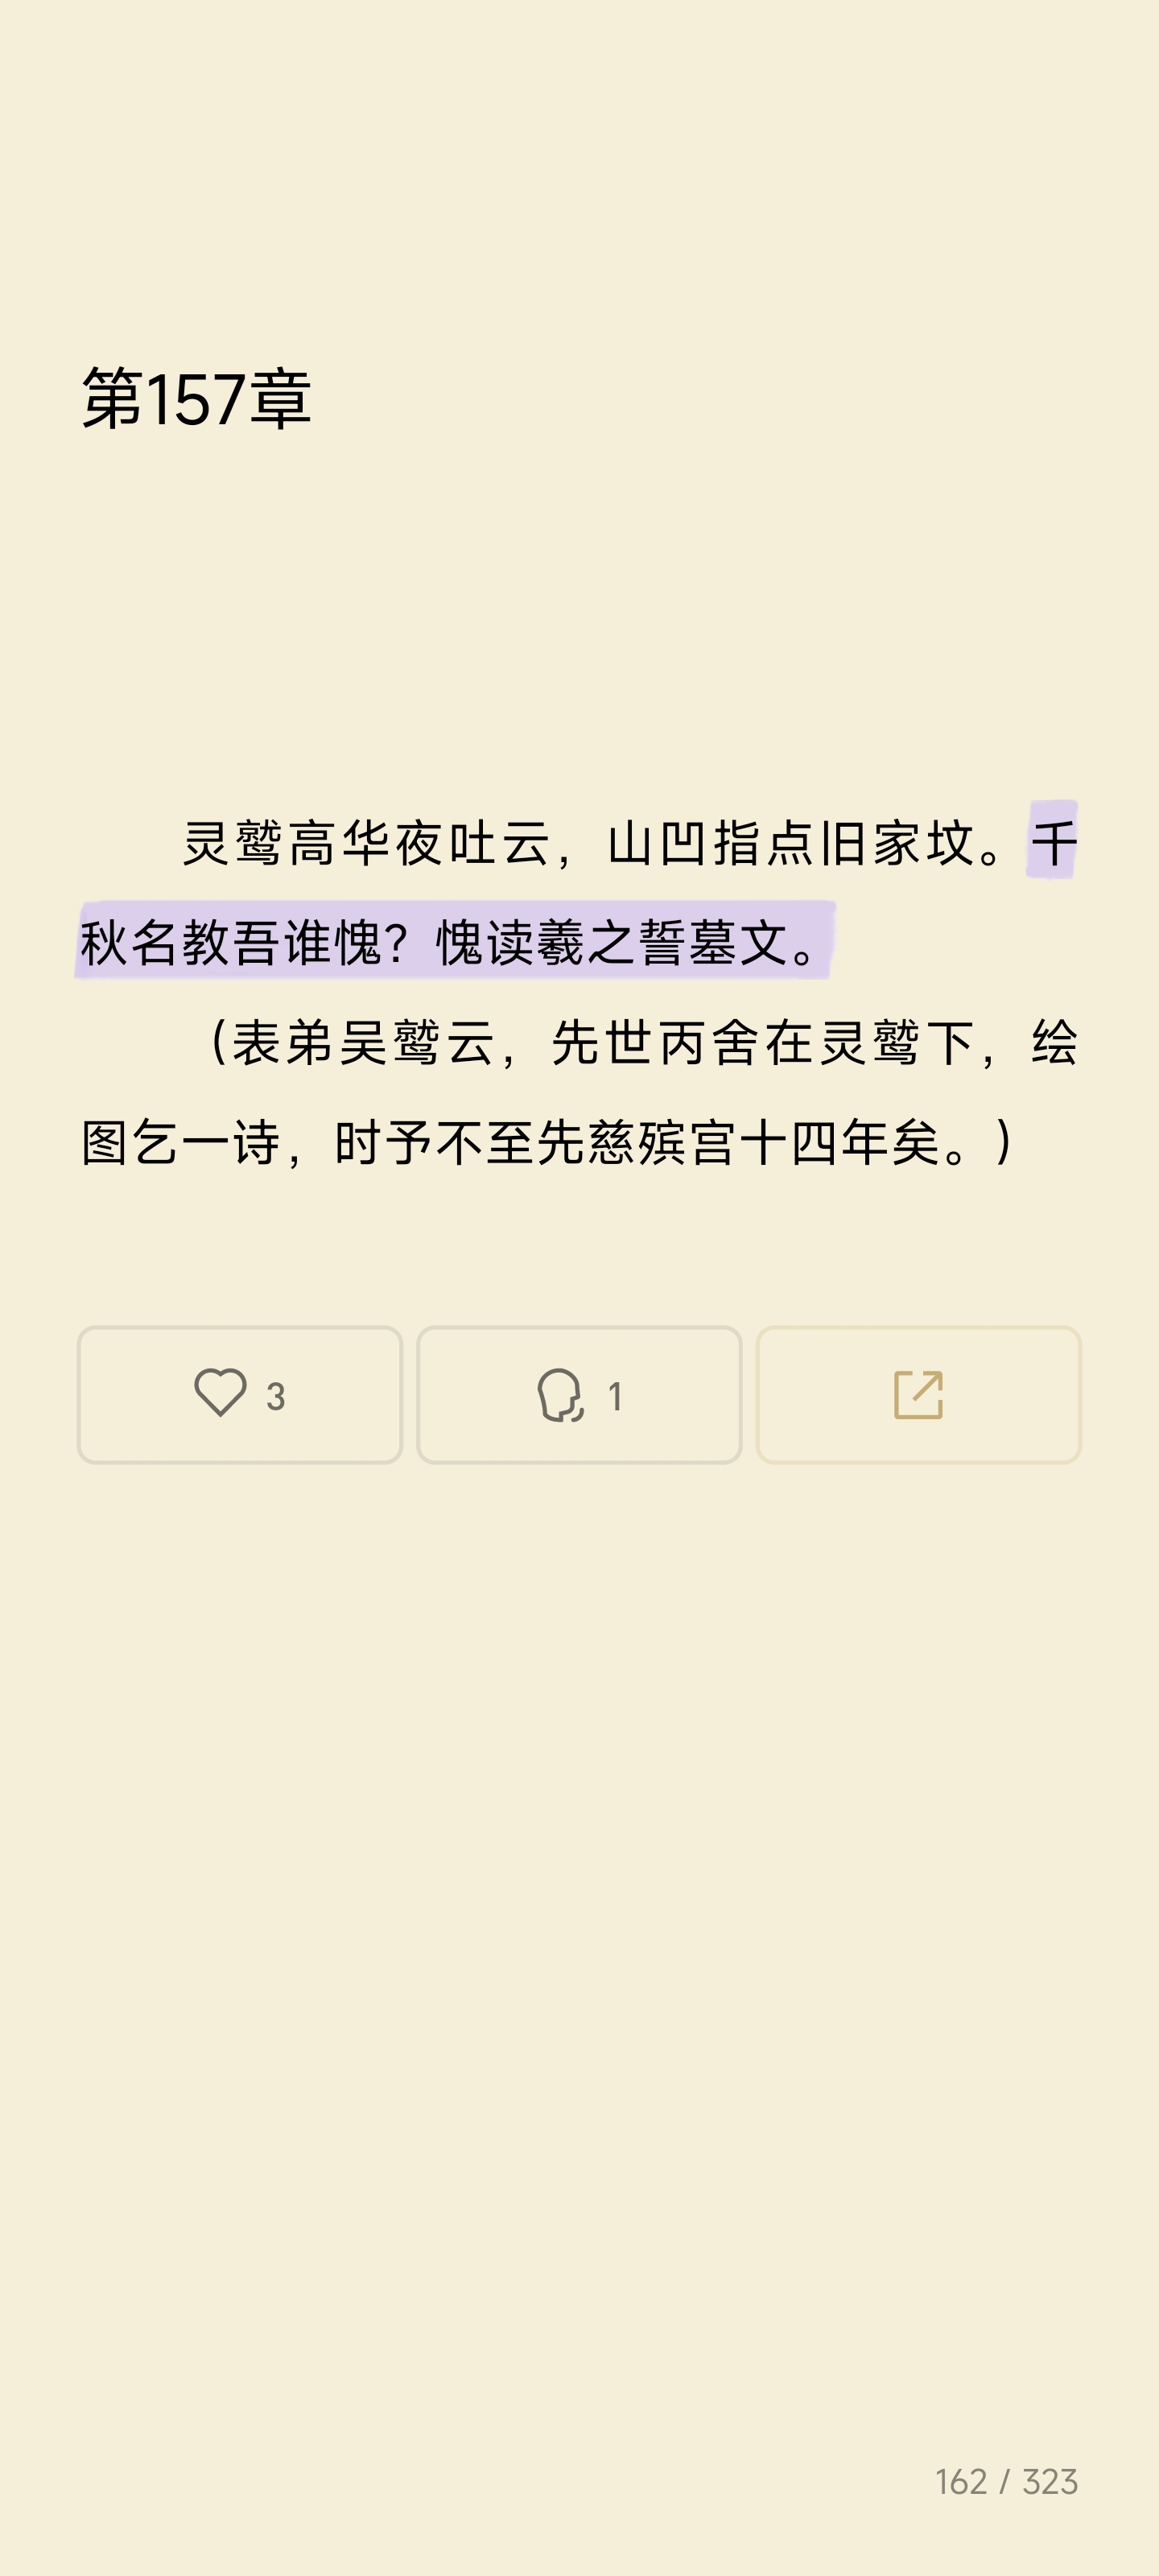 第157章
灵鹫高华夜吐云，山凹指点旧家坟。千
秋名教吾谁愧？愧读羲之誓墓文。
（表弟吴鹫云，先世丙舍在灵鹫下，绘
图乞一诗，时予不至先慈殡宫十四年矣。）
3
1
162 / 323